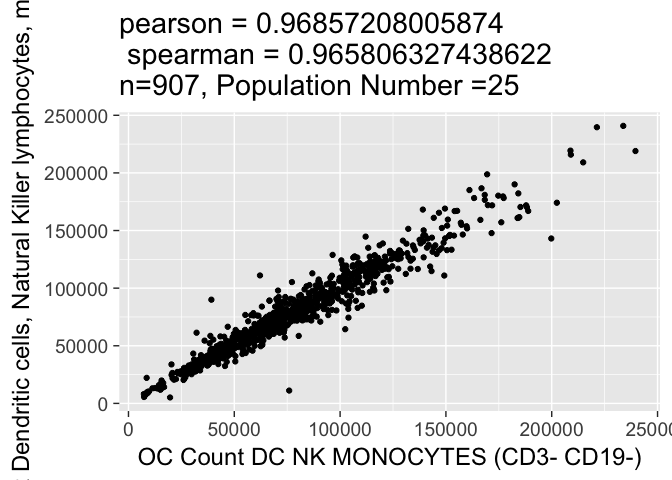 pearson = 0.96857208005874
spearman = 0.965806327438622
n=907, Population Number =25
Dendritic cells, Natural Killer lymphocytes, m
250000
200000
150000
100000
50000
0
0 50000 100000 150000 200000 250000
OC Count DC NK MONOCYTES (CD3- CD19-)